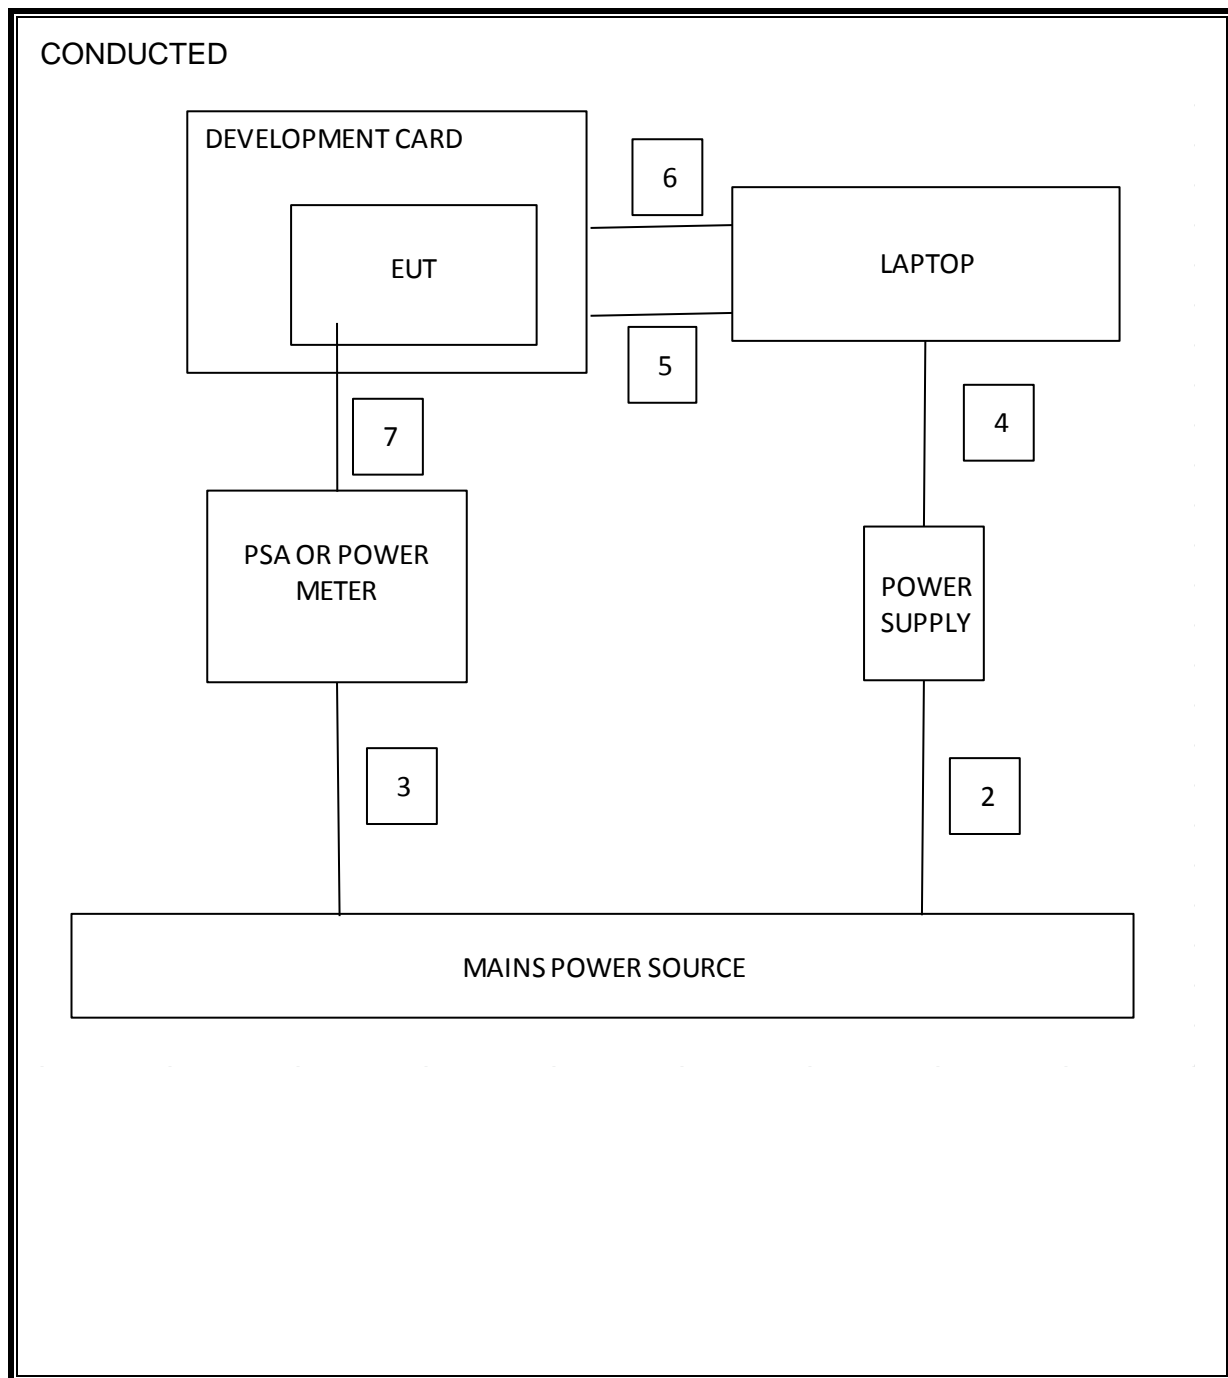 CONDUCTED
DEVELOPMENT CARD
6
EUT
LAPTOP
5
7
4
PSA OR POWER
METER
POWER
SUPPLY
3
2
MAINS POWER SOURCE